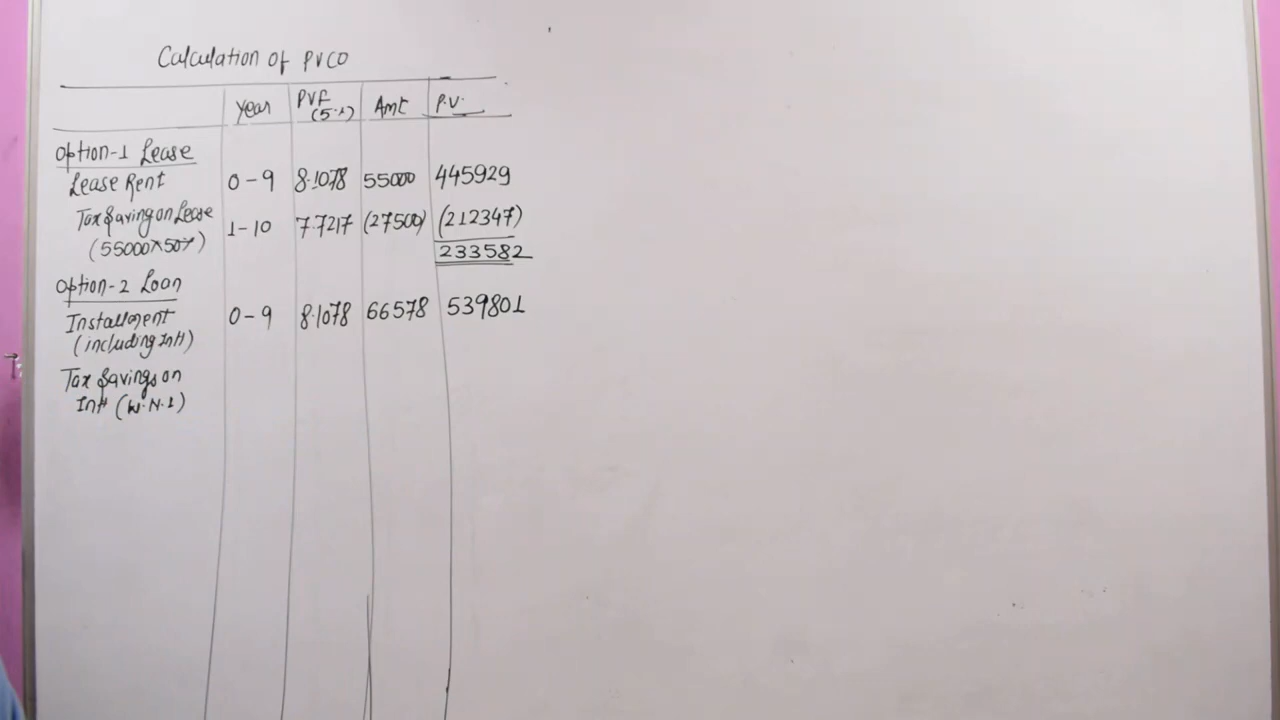 Calculation of PVCO
Year PVF (5%) Amt P.V.
Option-1 Lease
Lease Rent 0-9 8.1078 55000 445929
Tax Saving on Lease (55000×50%) 1-10 7.7217 (27500) (212347)
233582
Option-2 Loan
Installment (including Int) 0-9 8.1078 66578 539801
Tax Savings on
Int (W.N.1)